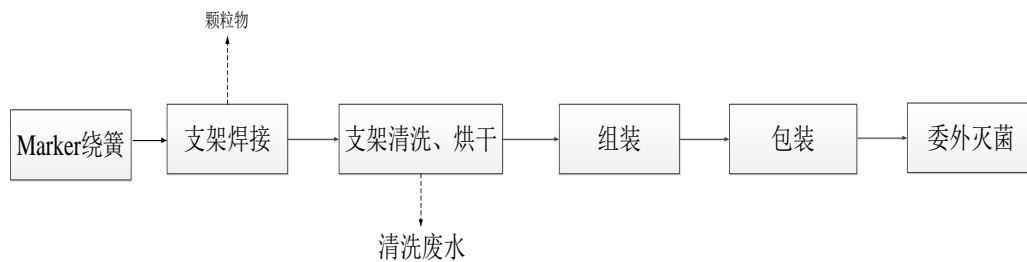 颗粒物
Marker绕簧
支架焊接
支架清洗、烘干
组装
包装
委外灭菌
清洗废水